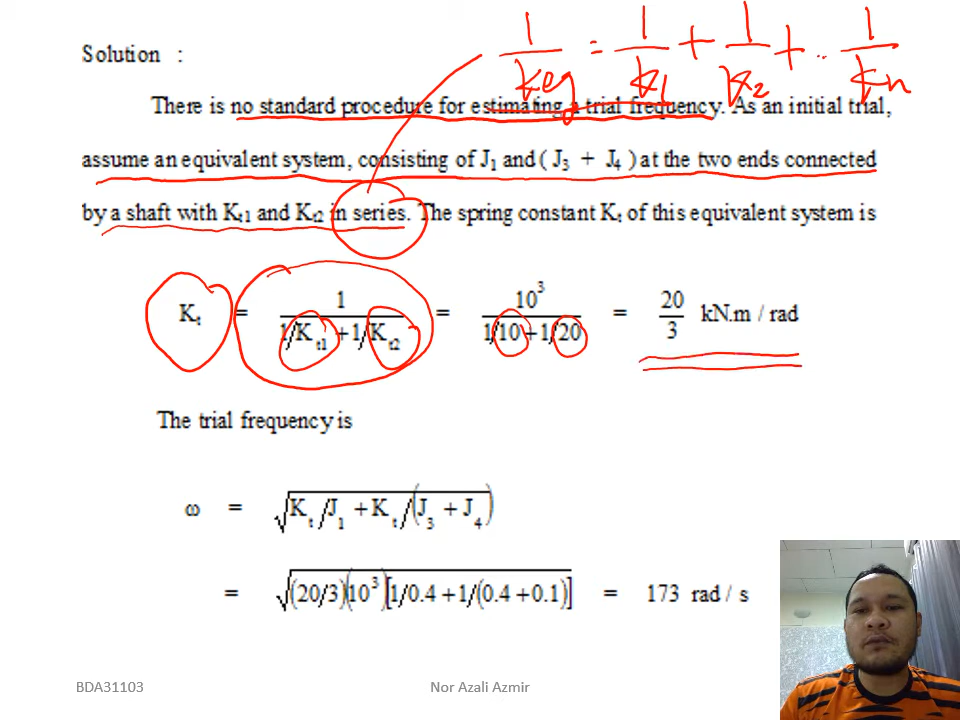 Solution :
1/keq = 1/k1 + 1/k2 + .. 1/kn
There is no standard procedure for estimating a trial frequency. As an initial trial,
assume an equivalent system, consisting of J₁ and ( J₃ + J₄ ) at the two ends connected
by a shaft with Kt1 and Kt2 in series. The spring constant Kt of this equivalent system is
Kt = 1 / (1/Kt1 + 1/Kt2) = 10³ / (1/10 + 1/20) = 20/3 kN.m / rad
The trial frequency is
ω = √(Kt/J₁ + Kt/(J₃ + J₄))
= √(20/3)(10³)[1/0.4 + 1/(0.4 + 0.1)] = 173 rad / s
BDA31103
Nor Azali Azmir